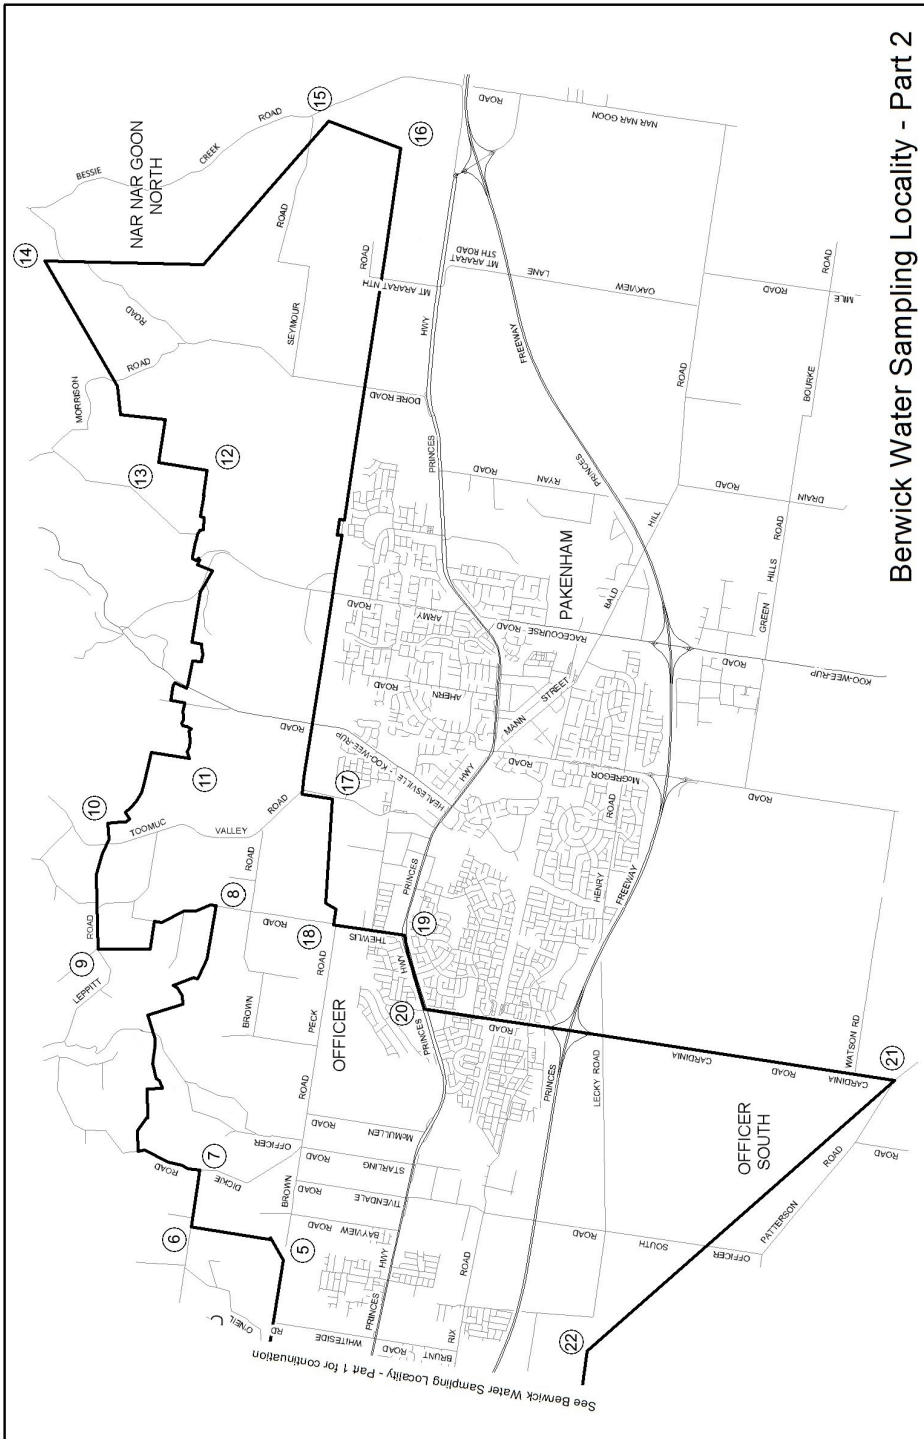 Berwick Water Sampling Locality - Part 2
See Berwick Water Sampling Locality - Part 1 for continuation
NAR NAR GOON
NORTH
PAKENHAM
OFFICER
OFFICER
SOUTH
5
6
7
8
9
10
11
12
13
14
15
16
17
18
19
20
21
22
BESSIE
CREEK
ROAD
ROAD
MORRISON
ROAD
SEYMOUR
ROAD
MT ARARAT NTH
ROAD
MT ARARAT
STH ROAD
OAKVIEW
LANE
DORE ROAD
PRINCES
HWY
PRINCES
FREEWAY
NAR NAR GOON
ROAD
MILE
ROAD
ROAD
BOURKE
ROAD
RYAN
ROAD
BALD
HILL
ROAD
DRAIN
ROAD
GREEN
HILLS
ROAD
ARMY
ROAD
AHERN
ROAD
RACECOURSE - ROAD
KOO-WEE-RUP
ROAD
MANN
STREET
HEALESVILLE - KOO-WEE-RUP
ROAD
McGREGOR
ROAD
ROAD
HENRY
ROAD
TOOMUC
VALLEY
ROAD
ROAD
LEPPITT
ROAD
THEWLIS
ROAD
BROWN
ROAD
PECK
ROAD
PRINCES
HWY
PRINCES
HWY
PRINCES
FREEWAY
ROAD
CARDINIA
ROAD
CARDINIA
WATSON RD
LECKY ROAD
PATTERSON
ROAD
ROAD
OFFICER
SOUTH
ROAD
McMULLEN
ROAD
STARLING
ROAD
TIVENDALE
ROAD
BAYVIEW
ROAD
OFFICER
ROAD
DICKIE
ROAD
BROWN
O'NEIL
RD
WHITESIDE
PRINCES
HWY
BRUNT
ROAD
RIX
ROAD